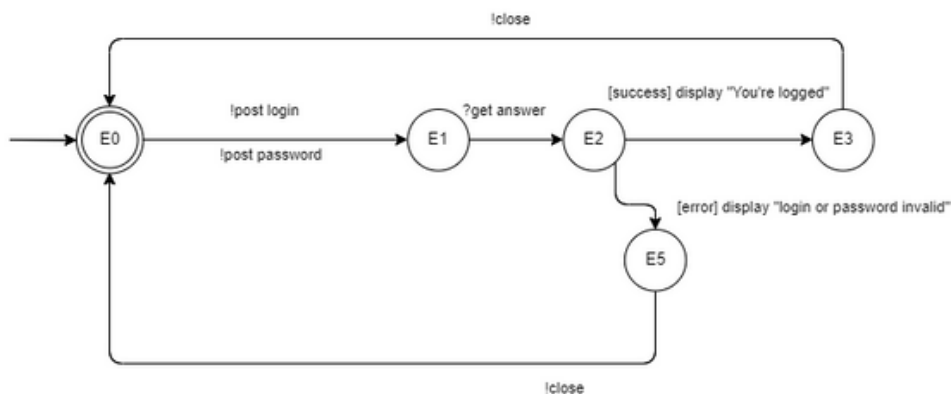 !close
[success] display "You're logged"
!post login
?get answer
E0
E1
E2
E3
!post password
[error] display "login or password invalid"
E5
!close